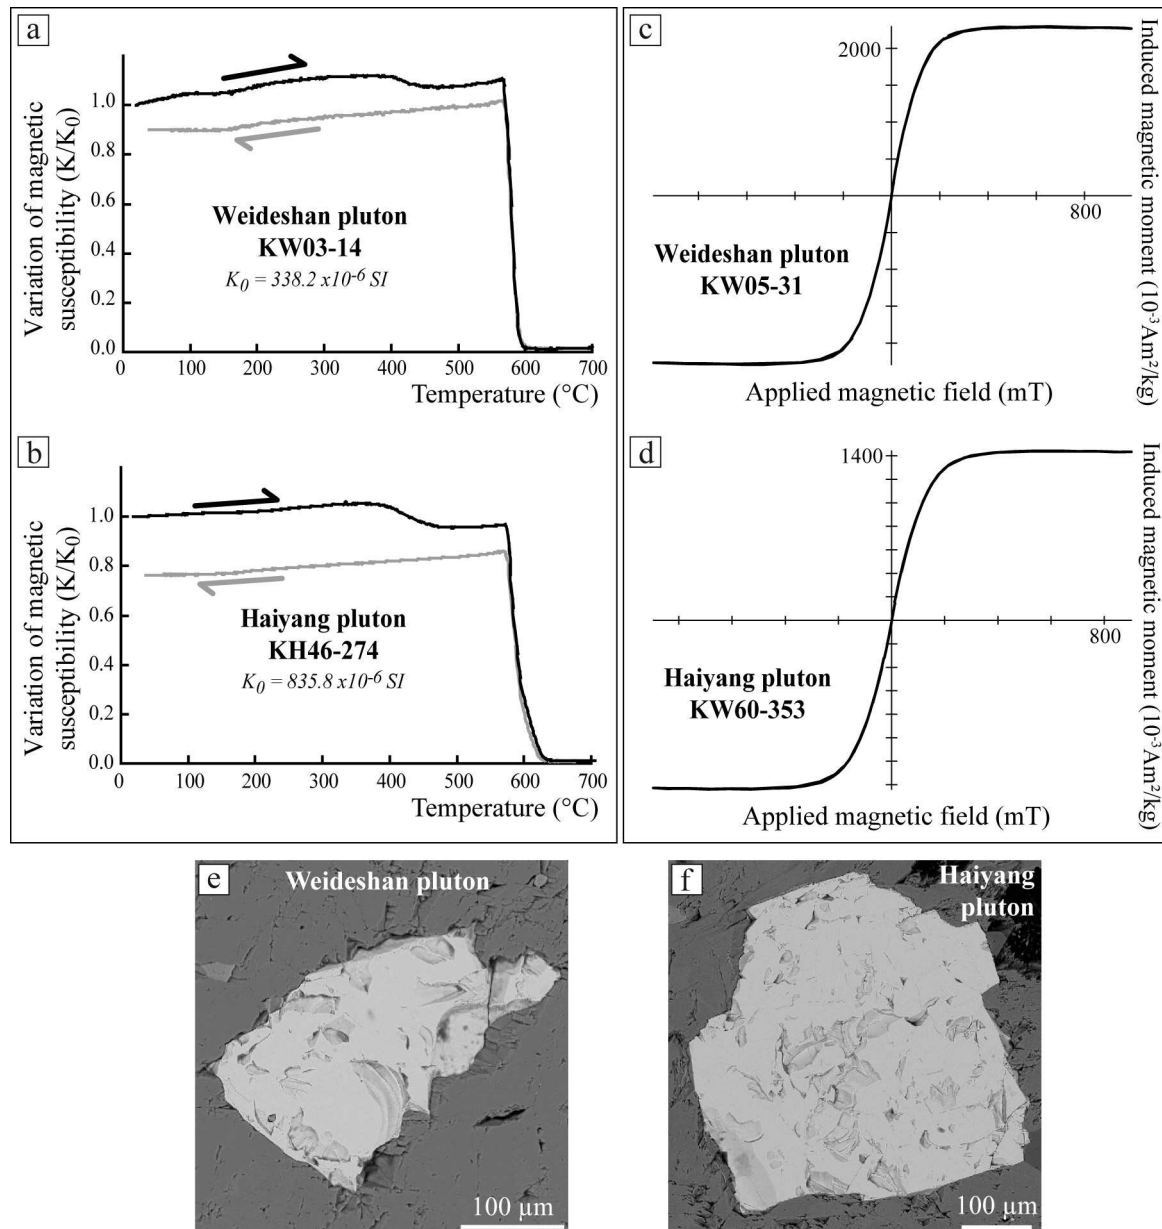 a
Variation of magnetic
susceptibility (K/K0)
1.0
0.8
0.6
0.4
0.2
0.0
Weideshan pluton
KW03-14
K0 = 338.2 x10-6 SI
0 100 200 300 400 500 600 700
Temperature (°C)
b
Variation of magnetic
susceptibility (K/K0)
1.0
0.8
0.6
0.4
0.2
0.0
Haiyang pluton
KH46-274
K0 = 835.8 x10-6 SI
0 100 200 300 400 500 600 700
Temperature (°C)
c
2000
800
Weideshan pluton
KW05-31
Applied magnetic field (mT)
Induced magnetic moment (10-3 Am²/kg)
d
1400
800
Haiyang pluton
KW60-353
Applied magnetic field (mT)
Induced magnetic moment (10-3 Am²/kg)
e
Weideshan pluton
100 µm
f
Haiyang
pluton
100 µm